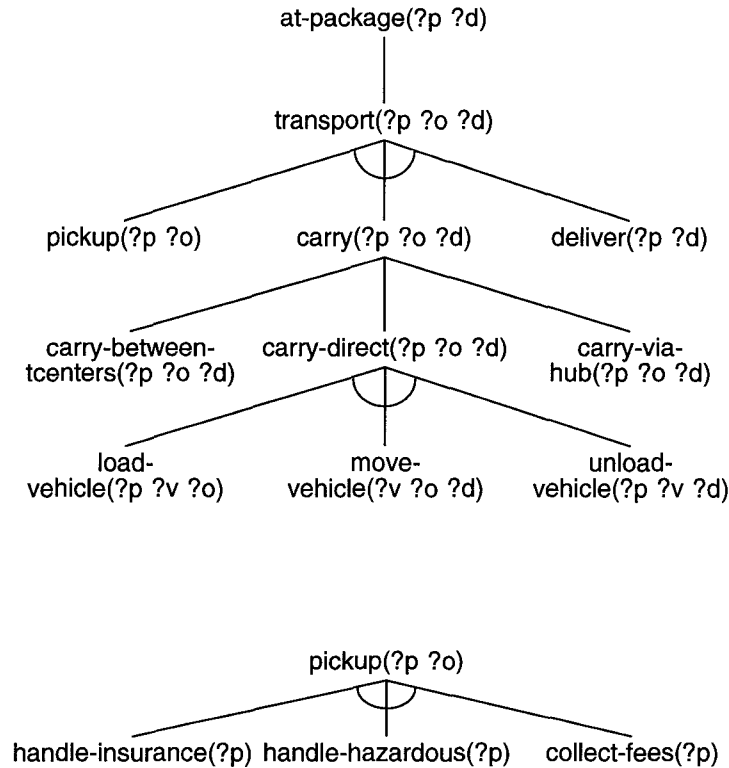 at-package(?p ?d)
transport(?p ?o ?d)
pickup(?p ?o) carry(?p ?o ?d) deliver(?p ?d)
carry-between- carry-direct(?p ?o ?d) carry-via-
tcenters(?p ?o ?d) hub(?p ?o ?d)
load- move- unload-
vehicle(?p ?v ?o) vehicle(?v ?o ?d) vehicle(?p ?v ?d)
pickup(?p ?o)
handle-insurance(?p) handle-hazardous(?p) collect-fees(?p)